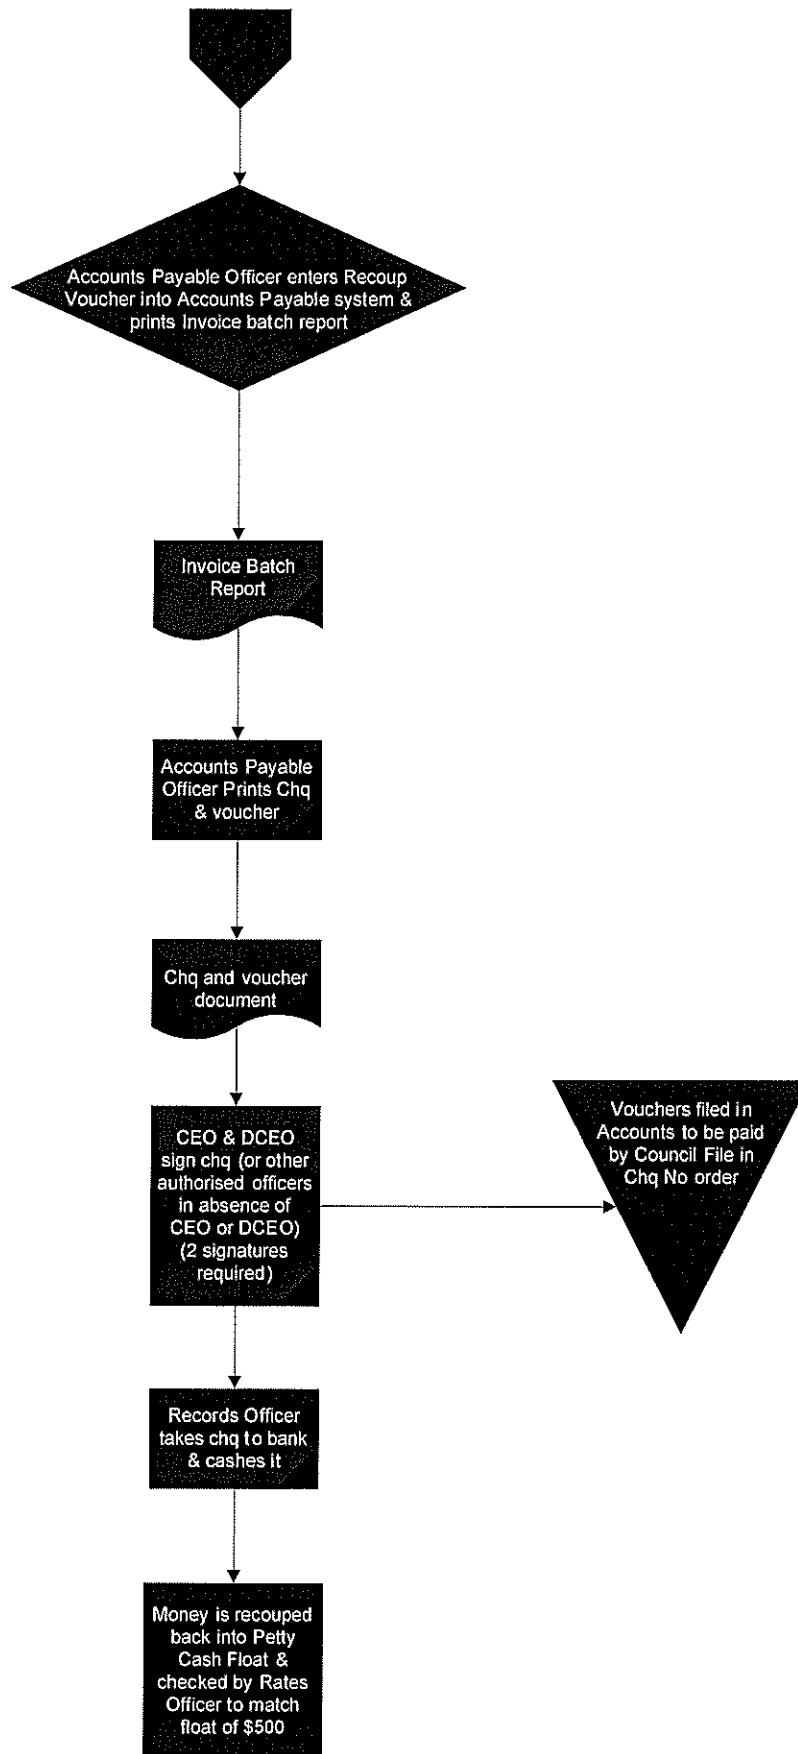 Accounts Payable Officer enters Recoup
Voucher into Accounts Payable system &
prints Invoice batch report
Invoice Batch
Report
Accounts Payable
Officer Prints Chq
& voucher
Chq and voucher
document
CEO & DCEO
sign chq (or other
authorised officers
in absence of
CEO or DCEO)
(2 signatures
required)
Vouchers filed in
Accounts to be paid
by Council File in
Chq No order
Records Officer
takes chq to bank
& cashes it
Money is recouped
back into Petty
Cash Float &
checked by Rates
Officer to match
float of $500